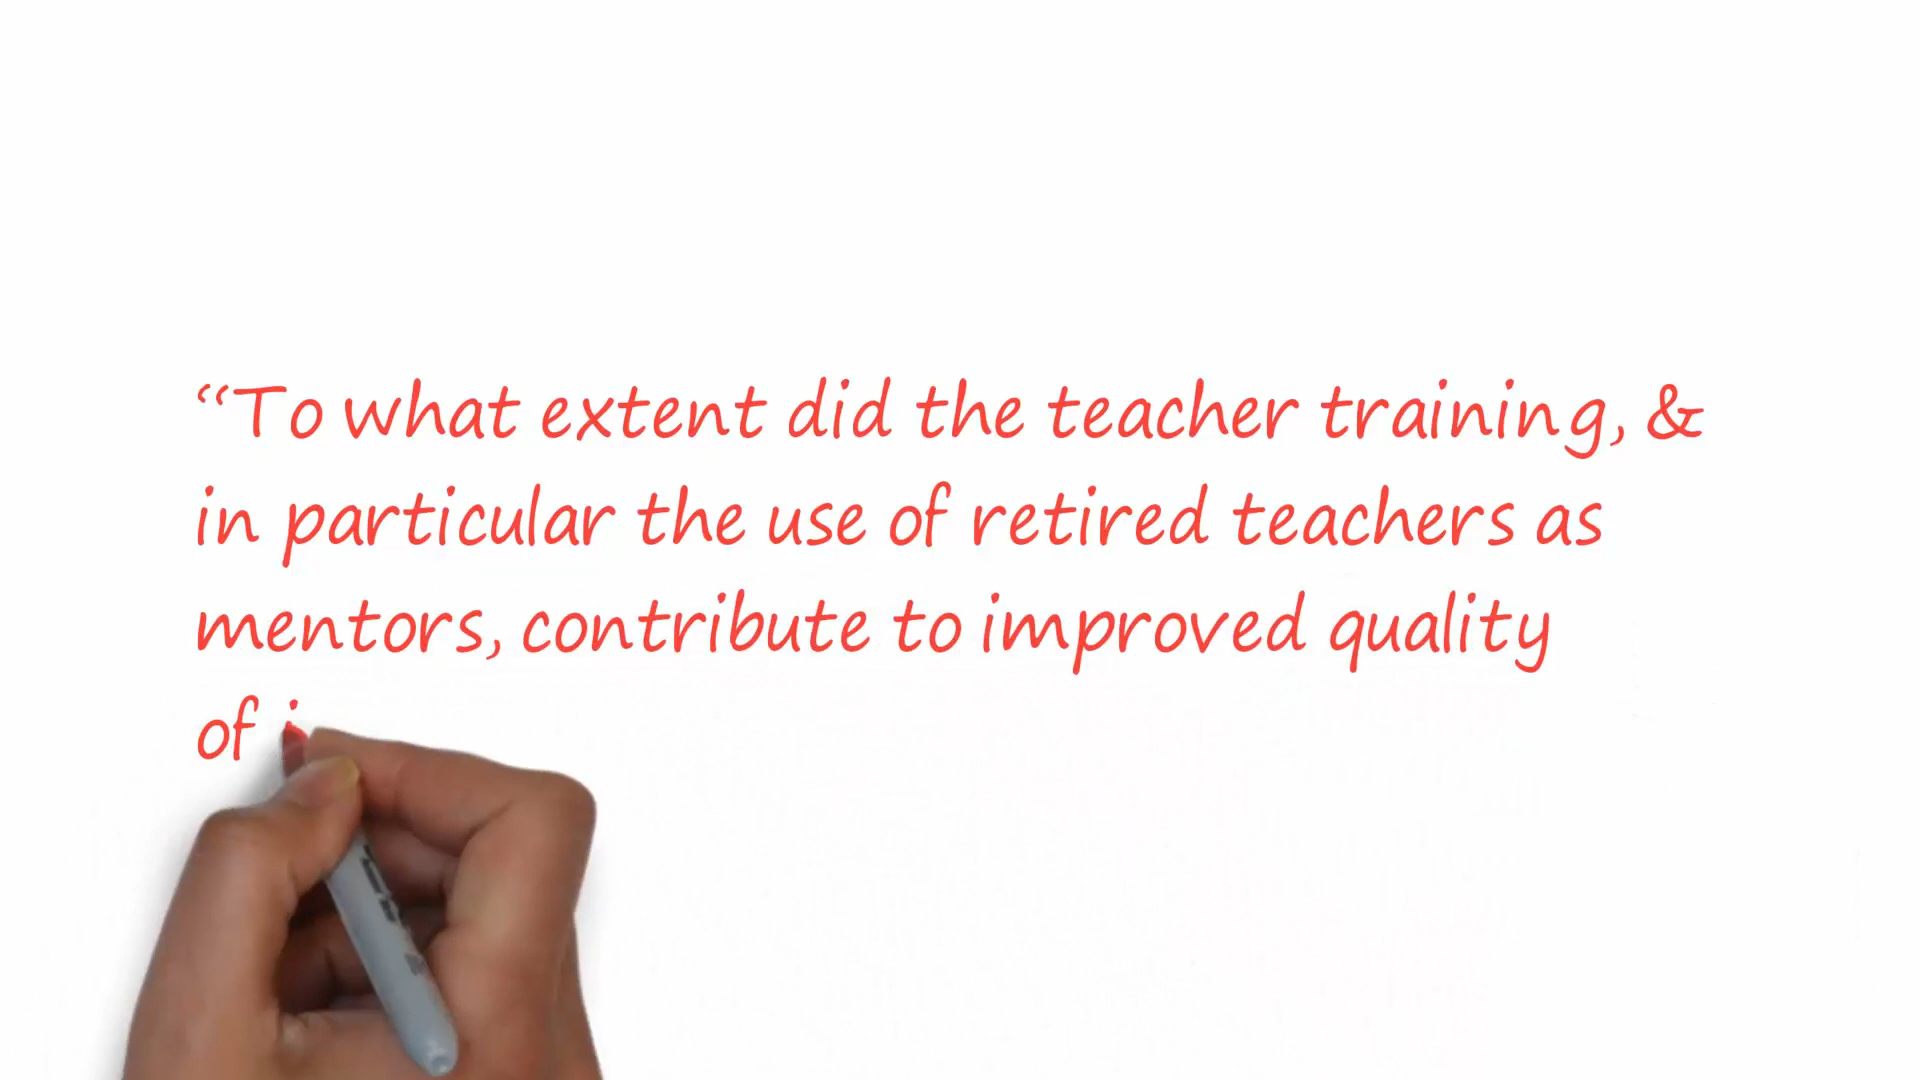 “To what extent did the teacher training, &
in particular the use of retired teachers as
mentors, contribute to improved quality
of i